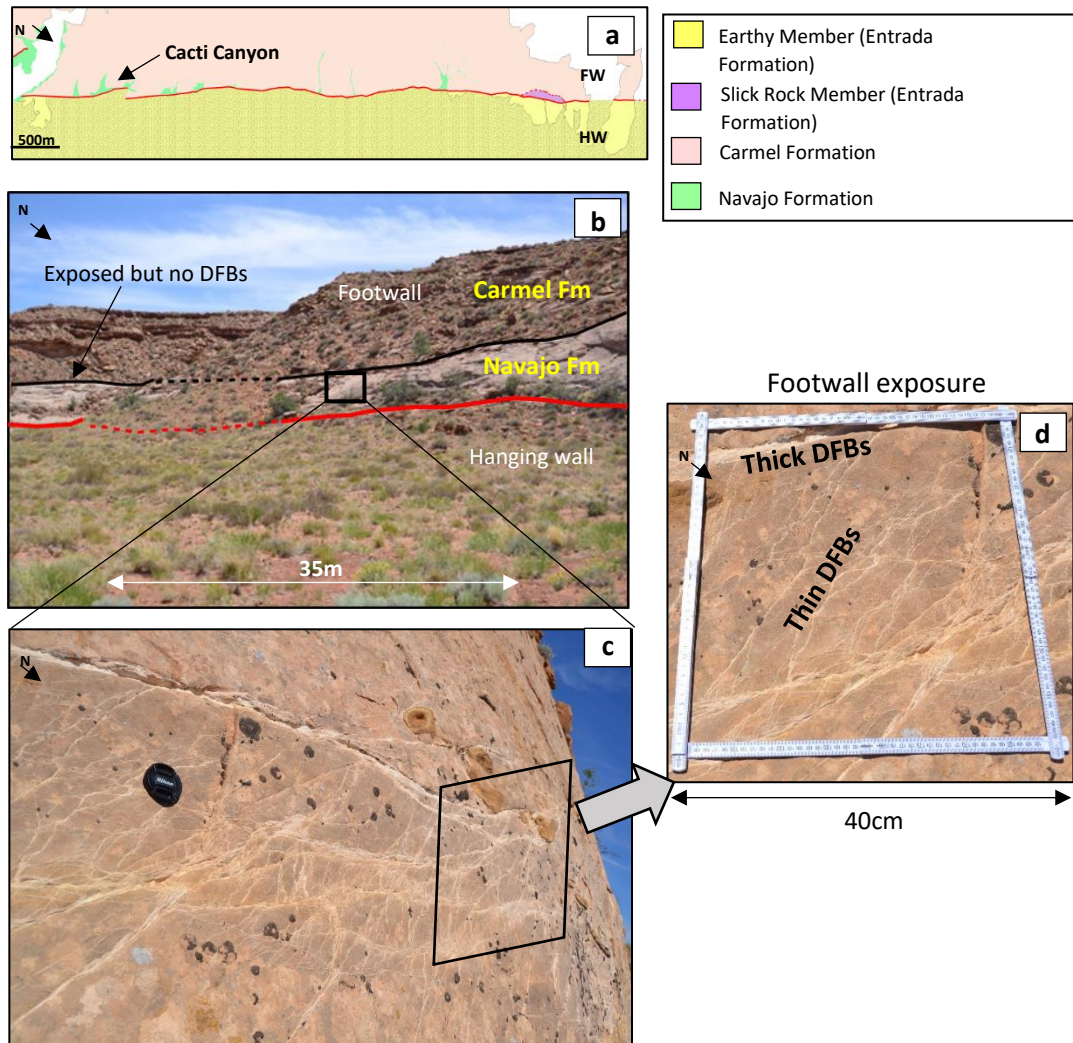 N
a
Cacti Canyon
FW
HW
500m
Earthy Member (Entrada
Formation)
Slick Rock Member (Entrada
Formation)
Carmel Formation
Navajo Formation
N
b
Exposed but no DFBs
Footwall
Carmel Fm
Navajo Fm
Hanging wall
35m
Footwall exposure
N
d
Thick DFBs
Thin DFBs
40cm
N
c
Nikon